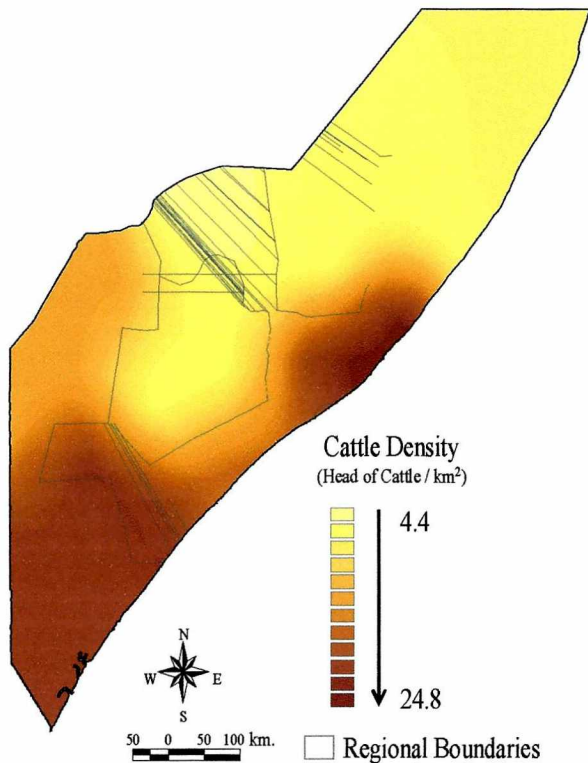 Cattle Density
(Head of Cattle / km²)
4.4
24.8
N
W E
S
50 0 50 100 km.
Regional Boundaries